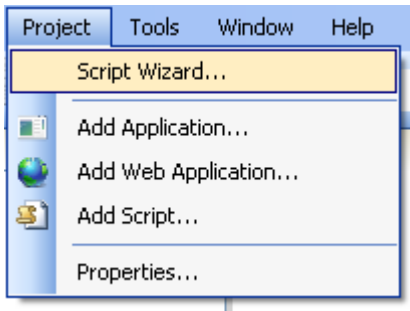 Project Tools Window Help
Script Wizard...
Add Application...
Add Web Application...
Add Script...
Properties...